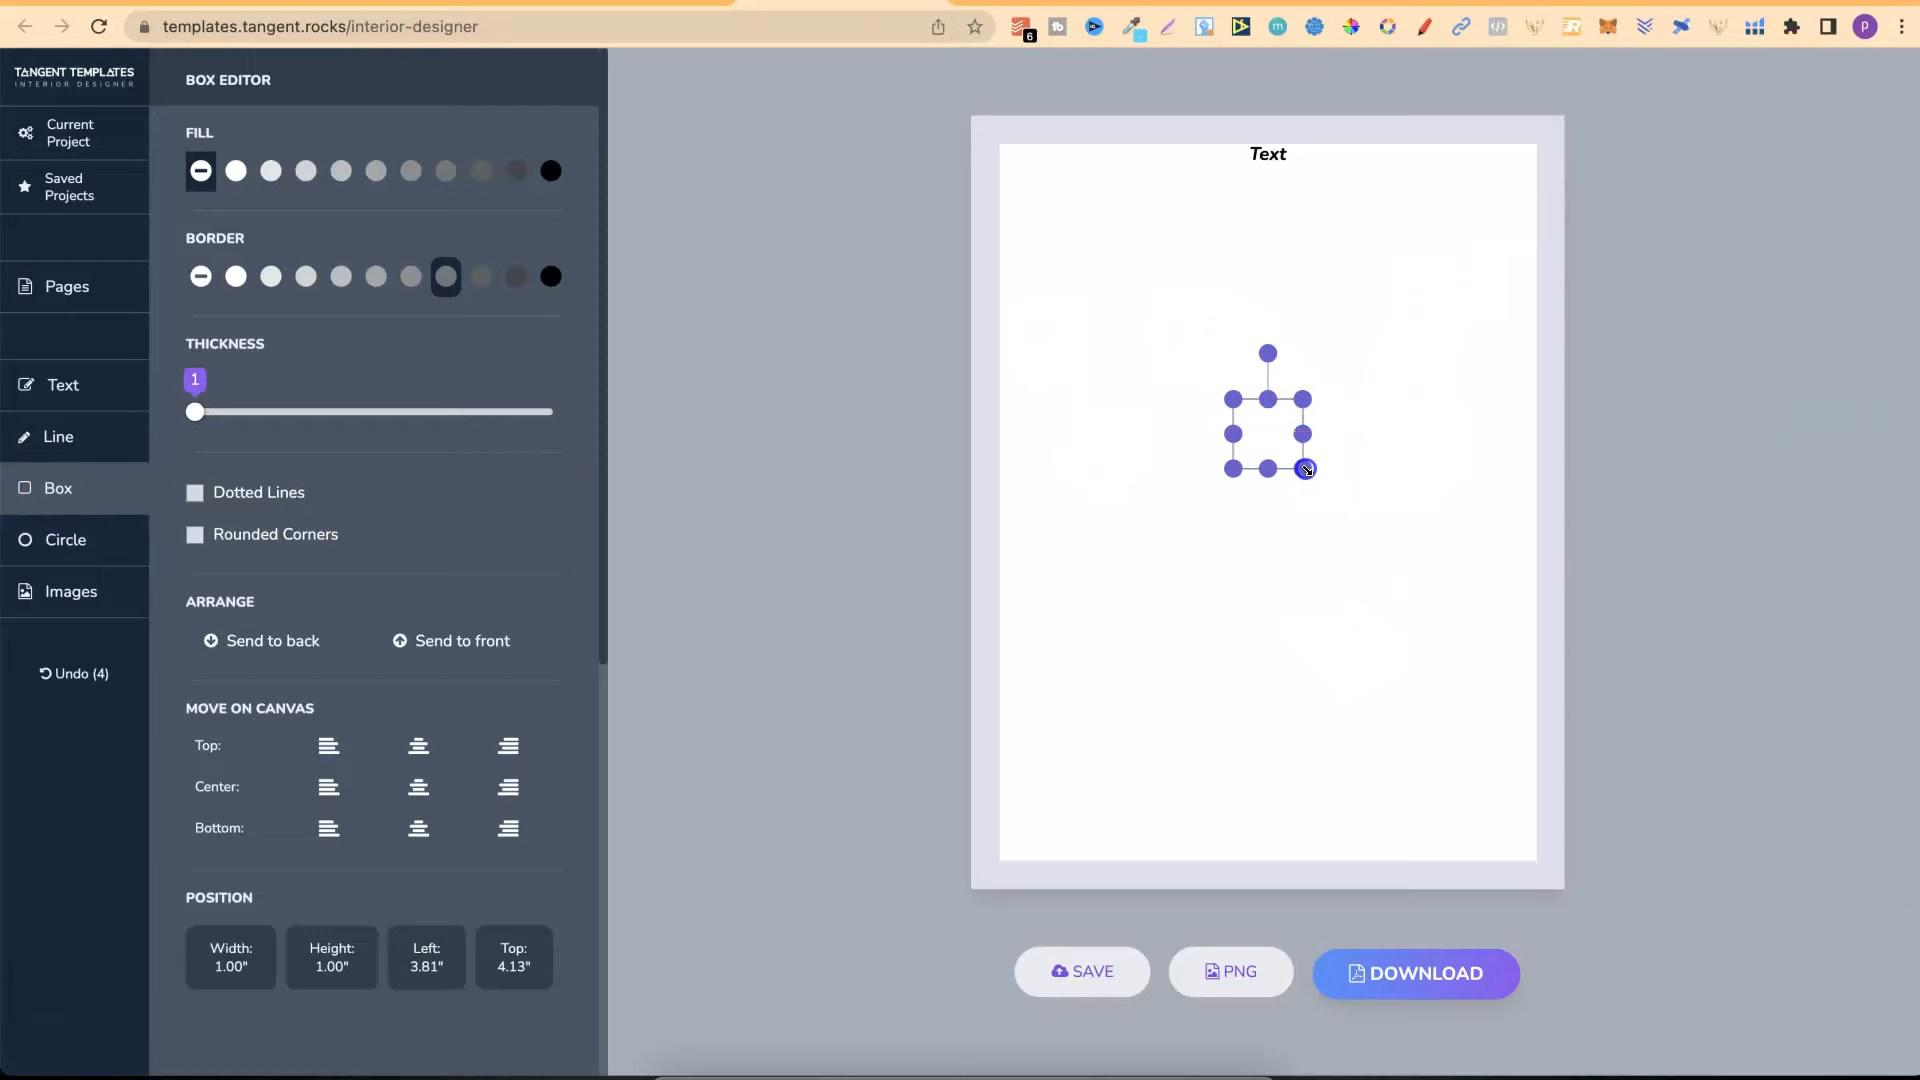 templates.tangent.rocks/interior-designer
6
tb
m
R
P
TANGENT TEMPLATES
INTERIOR DESIGNER
Current
Project
Saved
Projects
Pages
Text
Line
Box
Circle
Images
Undo (4)
BOX EDITOR
FILL
BORDER
THICKNESS
1
Dotted Lines
Rounded Corners
ARRANGE
Send to back
Send to front
MOVE ON CANVAS
Top:
Center:
Bottom:
POSITION
Width:
1.00"
Height:
1.00"
Left:
3.81"
Top:
4.13"
Text
SAVE
PNG
DOWNLOAD